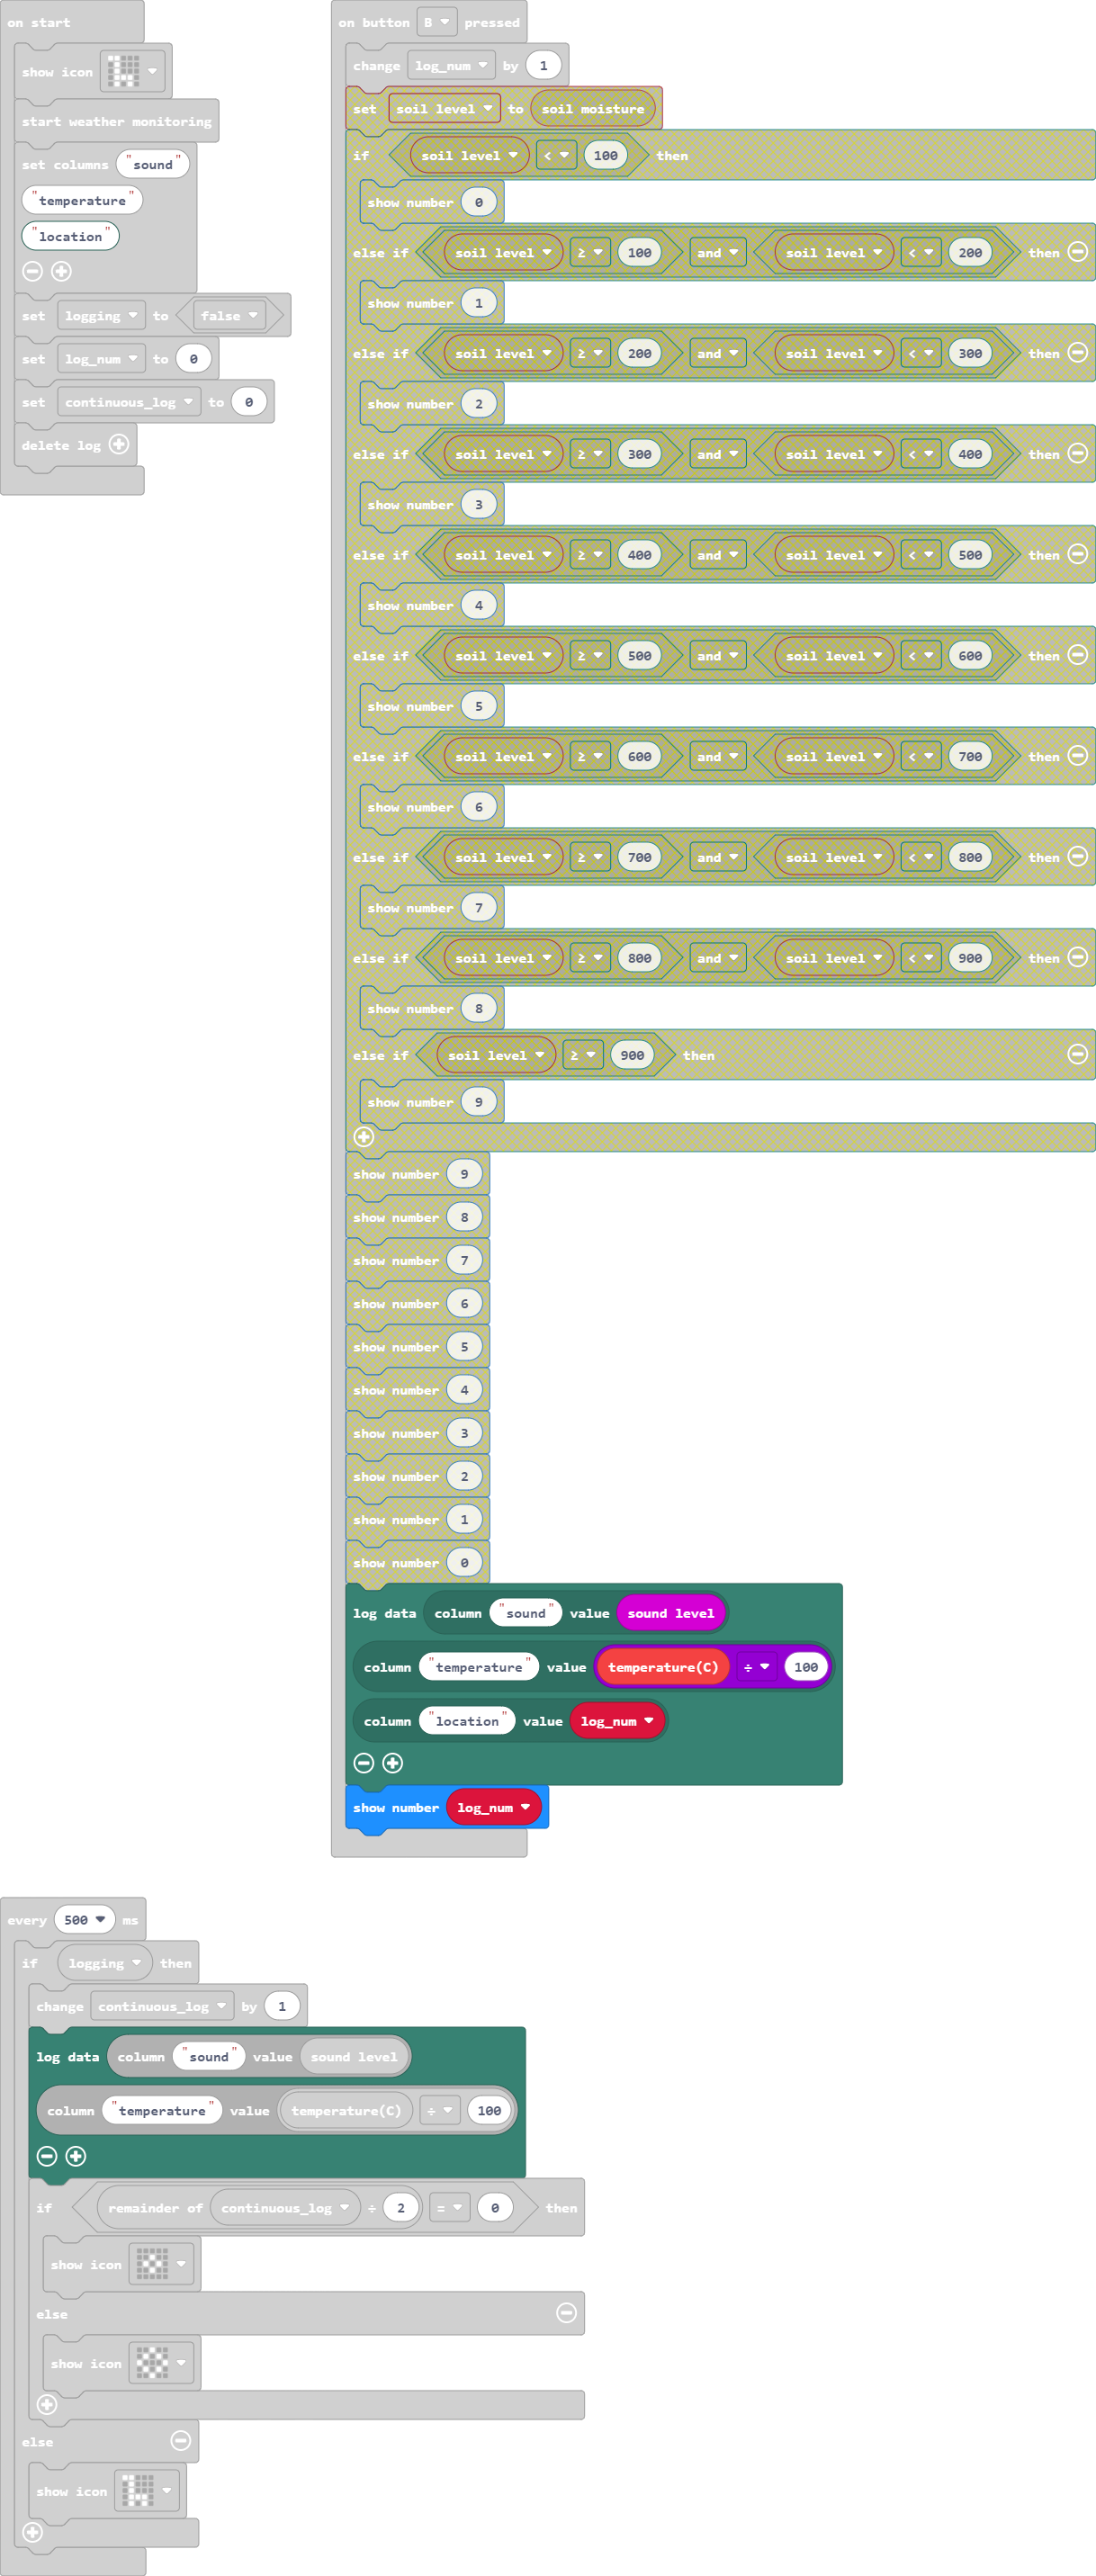 on start
show icon
start weather monitoring
set columns "sound"
"temperature"
"location"
set logging to false
set log_num to 0
set continuous_log to 0
delete log
on button B pressed
change log_num by 1
set soil level to soil moisture
if soil level < 100 then
show number 0
else if soil level ≥ 100 and soil level < 200 then
show number 1
else if soil level ≥ 200 and soil level < 300 then
show number 2
else if soil level ≥ 300 and soil level < 400 then
show number 3
else if soil level ≥ 400 and soil level < 500 then
show number 4
else if soil level ≥ 500 and soil level < 600 then
show number 5
else if soil level ≥ 600 and soil level < 700 then
show number 6
else if soil level ≥ 700 and soil level < 800 then
show number 7
else if soil level ≥ 800 and soil level < 900 then
show number 8
else if soil level ≥ 900 then
show number 9
show number 9
show number 8
show number 7
show number 6
show number 5
show number 4
show number 3
show number 2
show number 1
show number 0
log data column "sound" value sound level
column "temperature" value temperature(C) ÷ 100
column "location" value log_num
show number log_num
every 500 ms
if logging then
change continuous_log by 1
log data column "sound" value sound level
column "temperature" value temperature(C) ÷ 100
if remainder of continuous_log ÷ 2 = 0 then
show icon
else
show icon
else
show icon